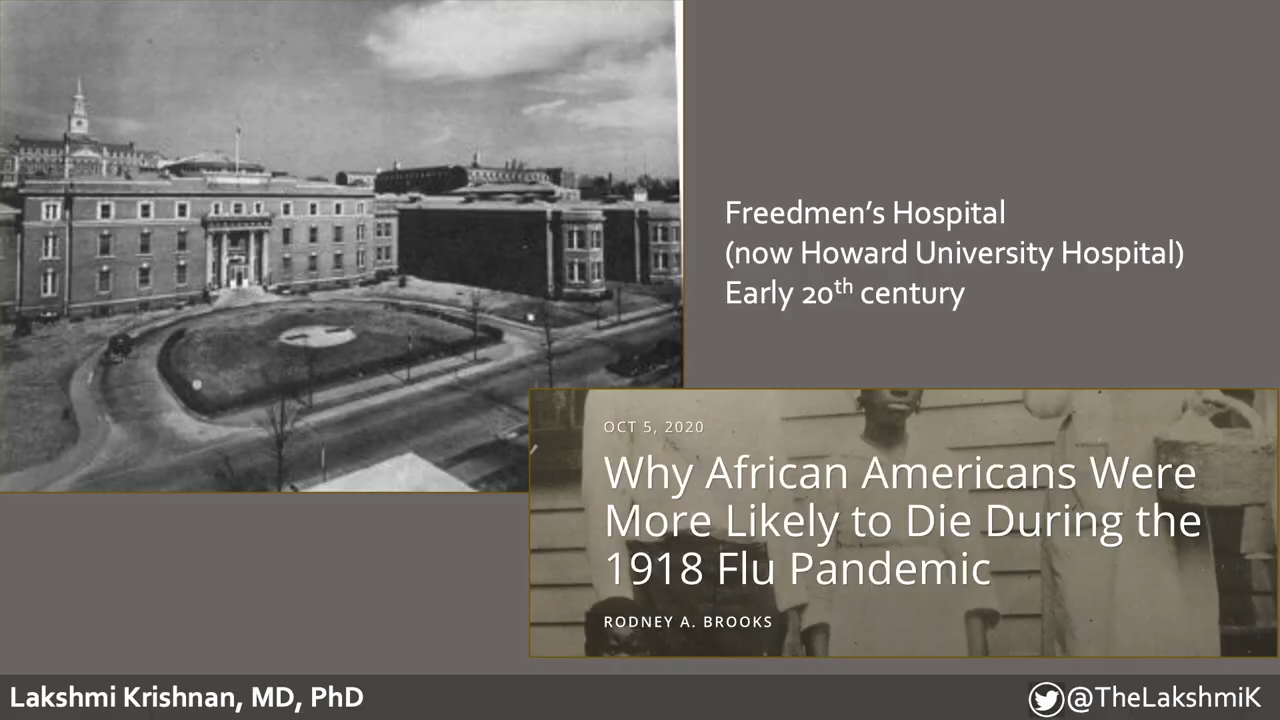 Freedmen's Hospital
(now Howard University Hospital)
Early 20th century
OCT 5, 2020
Why African Americans Were
More Likely to Die During the
1918 Flu Pandemic
RODNEY A. BROOKS
Lakshmi Krishnan, MD, PhD
@TheLakshmiK